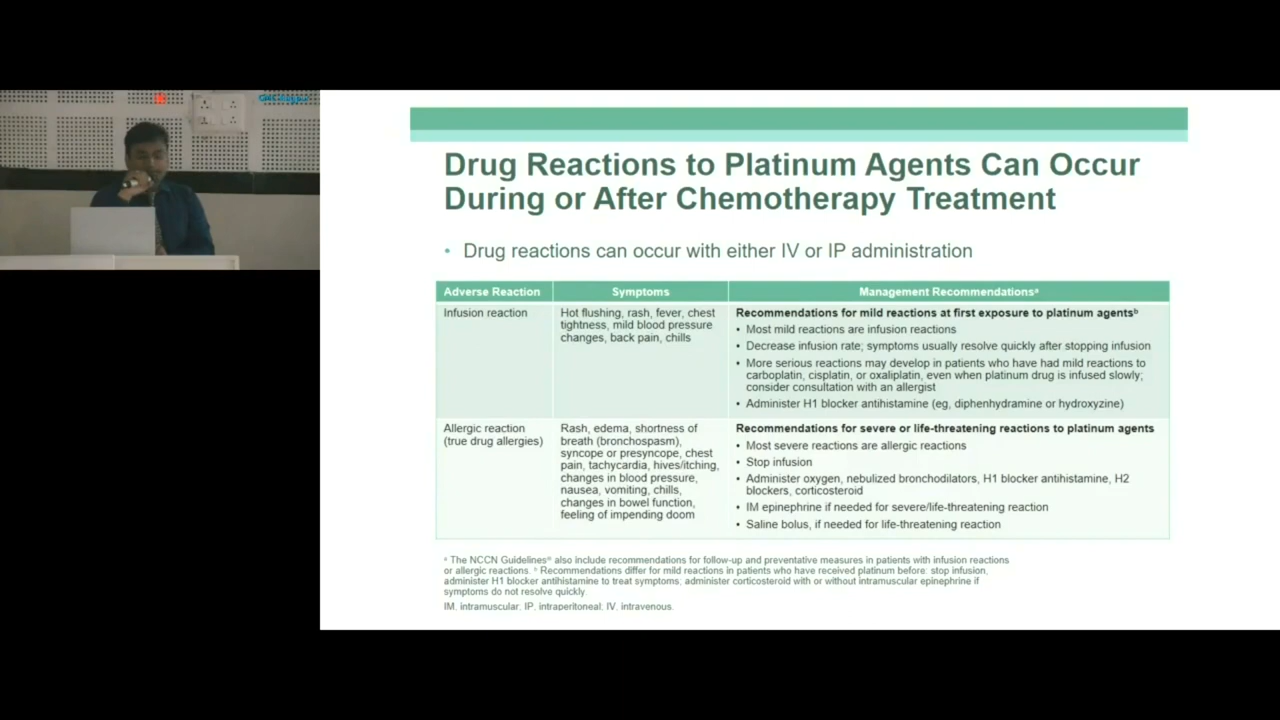 Drug Reactions to Platinum Agents Can Occur
During or After Chemotherapy Treatment
• Drug reactions can occur with either IV or IP administration
Adverse Reaction
Symptoms
Management Recommendationsᵃ
Infusion reaction
Hot flushing, rash, fever, chest
tightness, mild blood pressure
changes, back pain, chills
Recommendations for mild reactions at first exposure to platinum agentsᵇ
• Most mild reactions are infusion reactions
• Decrease infusion rate; symptoms usually resolve quickly after stopping infusion
• More serious reactions may develop in patients who have had mild reactions to
carboplatin, cisplatin, or oxaliplatin, even when platinum drug is infused slowly;
consider consultation with an allergist
• Administer H1 blocker antihistamine (eg, diphenhydramine or hydroxyzine)
Allergic reaction
(true drug allergies)
Rash, edema, shortness of
breath (bronchospasm),
syncope or presyncope, chest
pain, tachycardia, hives/itching,
changes in blood pressure,
nausea, vomiting, chills,
changes in bowel function,
feeling of impending doom
Recommendations for severe or life-threatening reactions to platinum agents
• Most severe reactions are allergic reactions
• Stop infusion
• Administer oxygen, nebulized bronchodilators, H1 blocker antihistamine, H2
blockers, corticosteroid
• IM epinephrine if needed for severe/life-threatening reaction
• Saline bolus, if needed for life-threatening reaction
ᵃ The NCCN Guidelines® also include recommendations for follow-up and preventative measures in patients with infusion reactions
or allergic reactions. ᵇ Recommendations differ for mild reactions in patients who have received platinum before: stop infusion,
administer H1 blocker antihistamine to treat symptoms; administer corticosteroid with or without intramuscular epinephrine if
symptoms do not resolve quickly.
IM, intramuscular. IP, intraperitoneal. IV, intravenous.